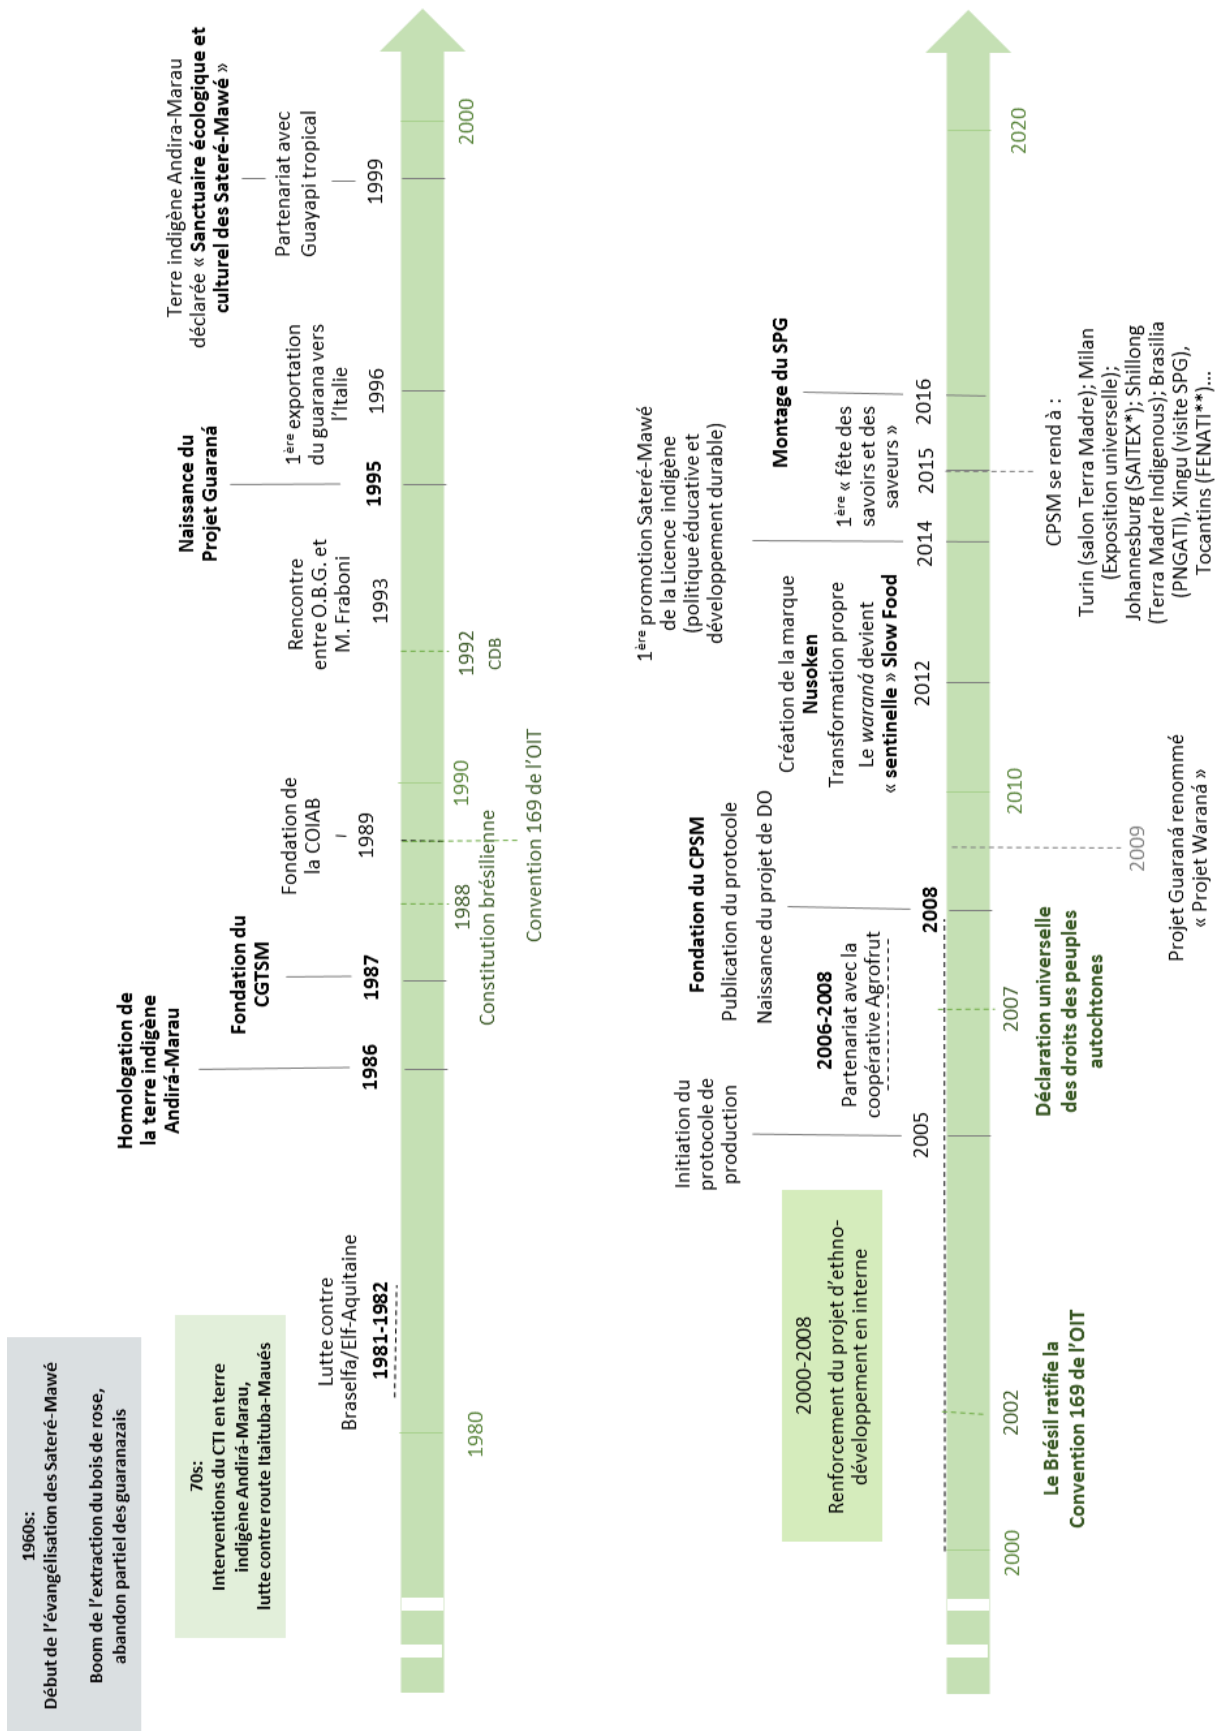 1960s:
Début de l'évangélisation des Sateré-Mawé
Boom de l'extraction du bois de rose,
abandon partiel des guaranazais
70s:
Interventions du CTI en terre
indigène Andirá-Marau,
lutte contre route Itaituba-Maués
Lutte contre
Braselfa/Elf-Aquitaine
1981-1982
1980
Homologation de
la terre indigène
Andirá-Marau
1986
Fondation du
CGTSM
1987
1988
Constitution brésilienne
Fondation de
la COIAB
1989
Convention 169 de l'OIT
1990
1992
CDB
Rencontre
entre O.B.G. et
M. Fraboni
1993
Naissance du
Projet Guaraná
1995
1ère exportation
du guarana vers
l'Italie
1996
Terre indigène Andira-Marau
déclarée « Sanctuaire écologique et
culturel des Sateré-Mawé »
Partenariat avec
Guayapi tropical
1999
2000
2000
2000-2008
Renforcement du projet d'ethno-
développement en interne
2002
Le Brésil ratifie la
Convention 169 de l'OIT
Initiation du
protocole de
production
2005
2006-2008
Partenariat avec la
coopérative Agrofrut
2007
Déclaration universelle
des droits des peuples
autochtones
Fondation du CPSM
Publication du protocole
Naissance du projet de DO
2008
2009
Projet Guaraná renommé
« Projet Waraná »
2010
Création de la marque
Nusoken
Transformation propre
Le waraná devient
« sentinelle » Slow Food
2012
1ère promotion Sateré-Mawé
de la Licence indigène
(politique éducative et
développement durable)
2014
1ère « fête des
savoirs et des
saveurs »
2015
CPSM se rend à :
Turin (salon Terra Madre); Milan
(Exposition universelle);
Johannesburg (SAITEX*); Shillong
(Terra Madre Indigenous); Brasilia
(PNGATI), Xingu (visite SPG),
Tocantins (FENATI**)...
Montage du SPG
2016
2020